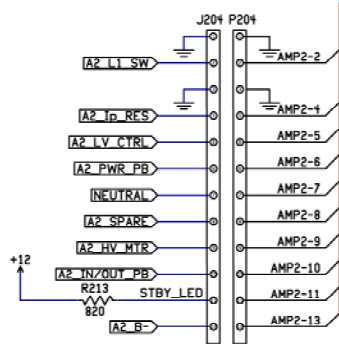 J204 P204
A2_L1_SW AMP2-2
A2_Ip_RES AMP2-4
A2_LV_CTRL AMP2-5
A2_PWR_PB AMP2-6
NEUTRAL AMP2-7
A2_SPARE AMP2-8
A2_HV_MTR AMP2-9
+12
A2_IN/OUT_PB AMP2-10
R213 STBY_LED AMP2-11
820
A2_B- AMP2-13